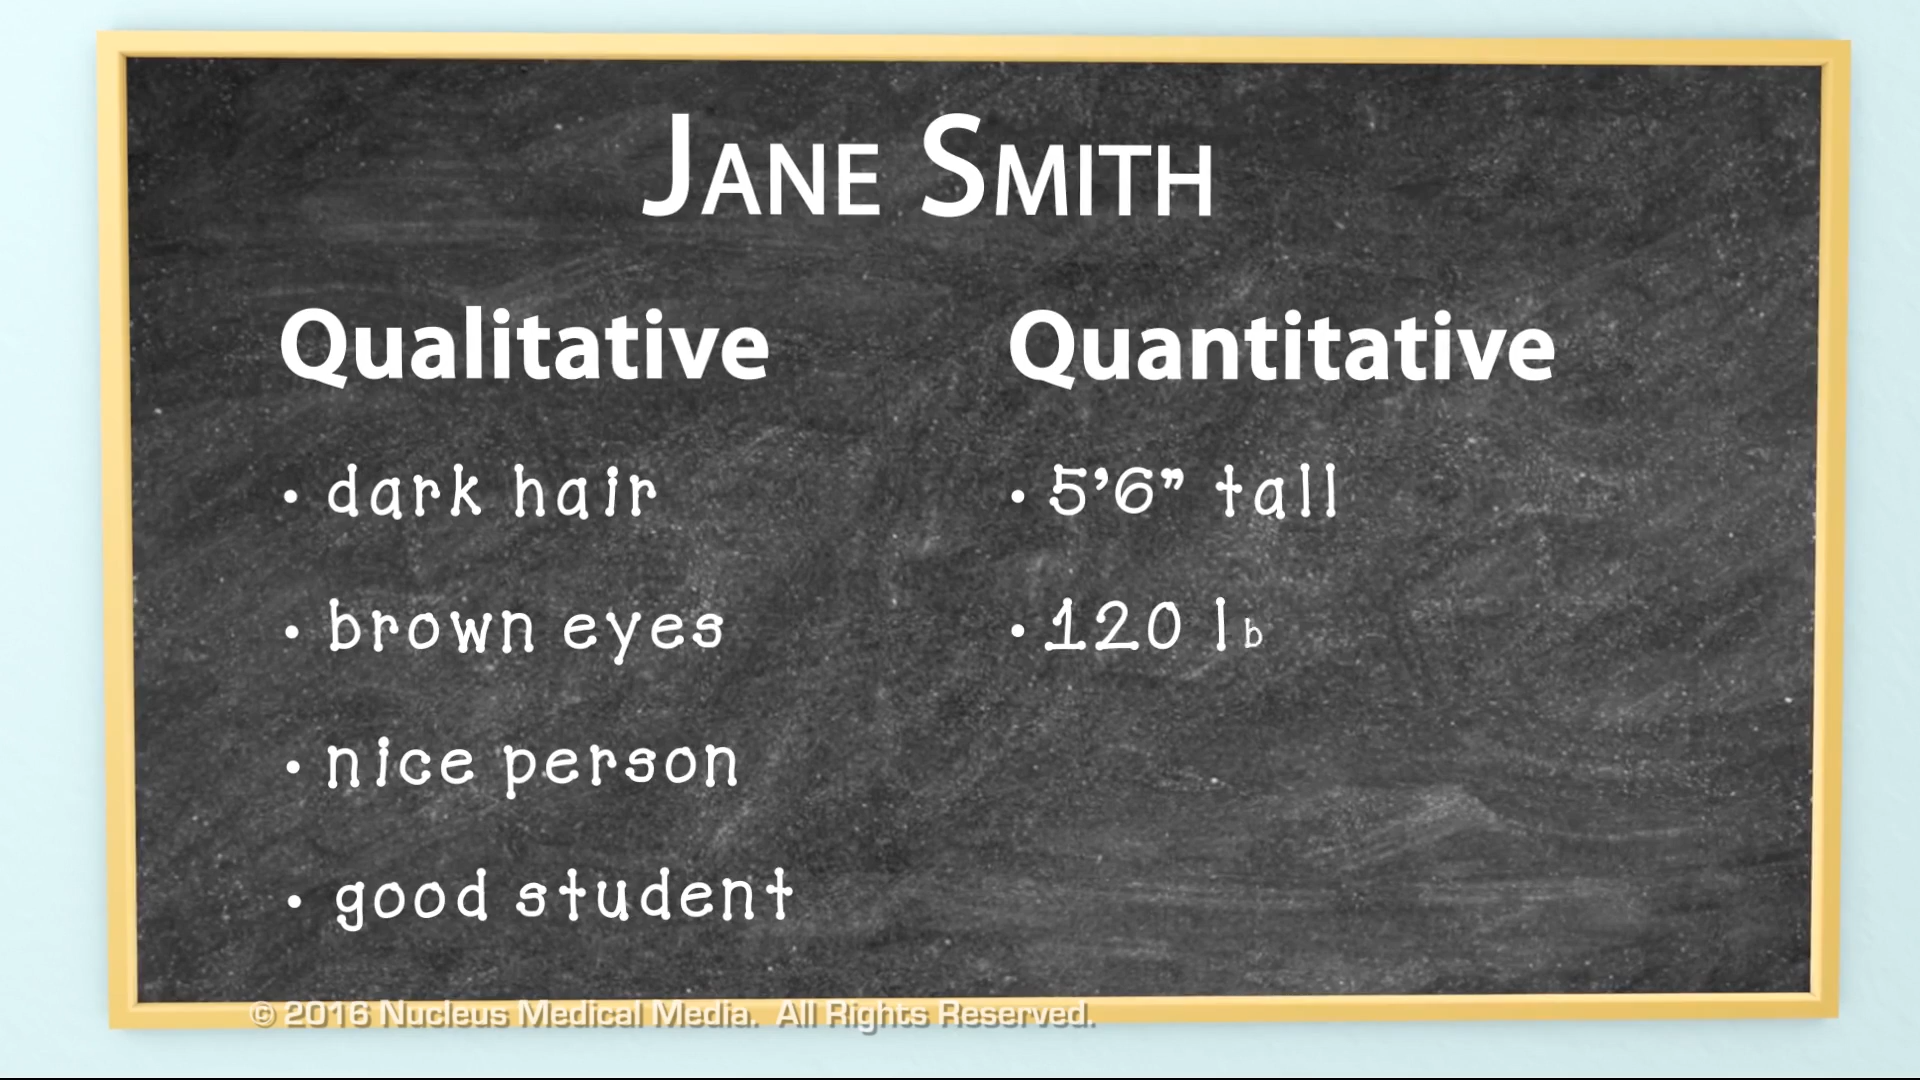 JANE SMITH
Qualitative
• dark hair
• brown eyes
• nice person
• good student
Quantitative
• 5’6” tall
• 120 lb
© 2016 Nucleus Medical Media. All Rights Reserved.